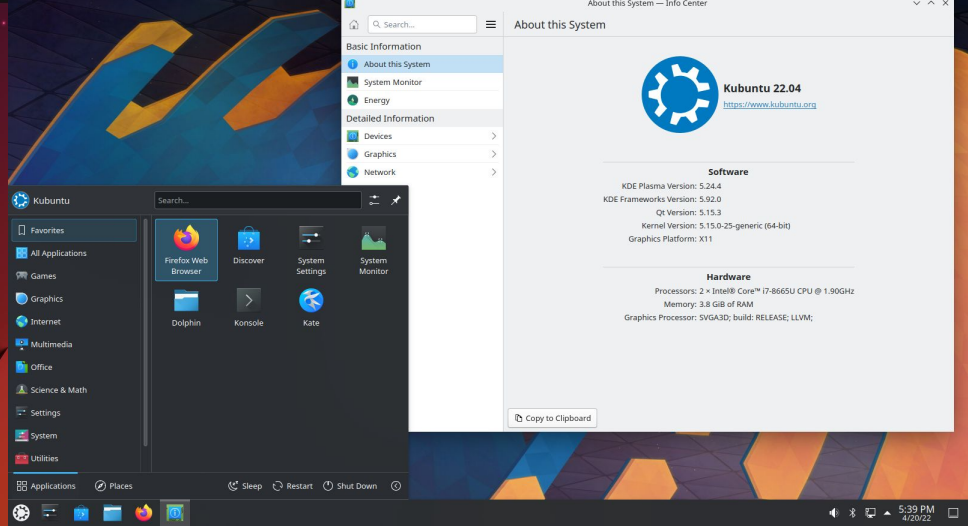 About this System — Info Center
Search...
About this System
Basic Information
About this System
System Monitor
Energy
Detailed Information
Devices
Graphics
Network
Kubuntu 22.04
https://www.kubuntu.org
Software
KDE Plasma Version: 5.24.4
KDE Frameworks Version: 5.92.0
Qt Version: 5.15.3
Kernel Version: 5.15.0-25-generic (64-bit)
Graphics Platform: X11
Hardware
Processors: 2 × Intel® Core™ i7-8665U CPU @ 1.90GHz
Memory: 3.8 GiB of RAM
Graphics Processor: SVGA3D; build: RELEASE; LLVM;
Copy to Clipboard
Kubuntu
Search...
Favorites
All Applications
Games
Graphics
Internet
Multimedia
Office
Science & Math
Settings
System
Utilities
Firefox Web
Browser
Discover
System
Settings
System
Monitor
Dolphin
Konsole
Kate
Applications
Places
Sleep
Restart
Shut Down
5:39 PM
4/20/22